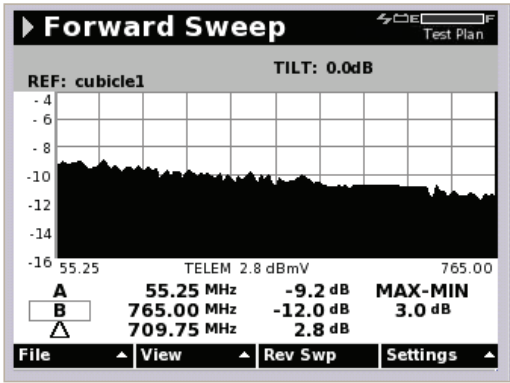 Forward Sweep
E F
Test Plan
TILT: 0.0dB
REF: cubicle1
- 4
- 6
- 8
-10
-12
-14
-16
55.25 TELEM 2.8 dBmV 765.00
A 55.25 MHz -9.2 dB MAX-MIN
B 765.00 MHz -12.0 dB 3.0 dB
△ 709.75 MHz 2.8 dB
File View Rev Swp Settings